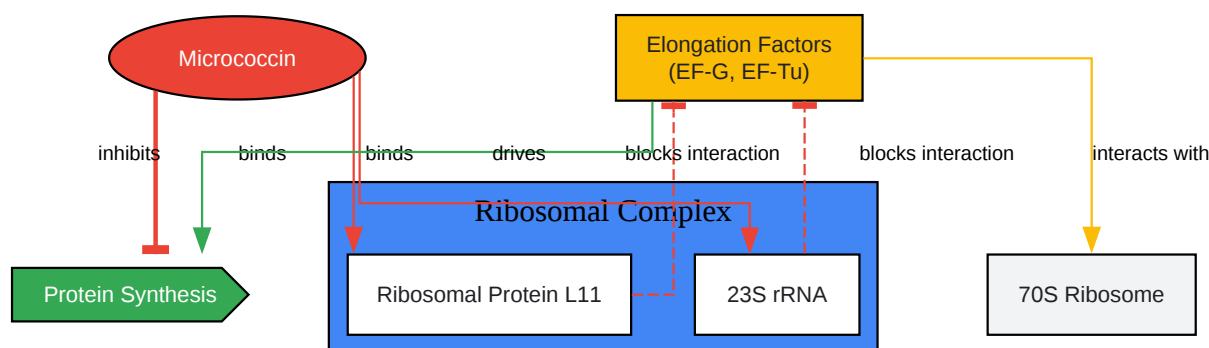 Micrococcin
Elongation Factors
(EF-G, EF-Tu)
inhibits
binds
binds
drives
blocks interaction
blocks interaction
interacts with
Ribosomal Complex
Protein Synthesis
Ribosomal Protein L11
23S rRNA
70S Ribosome